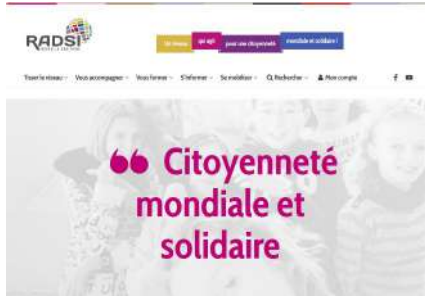 RADSI
Un réseau qui agit pour une citoyenneté mondiale et solidaire !
Tisser le réseau Vous accompagner Vous former S'informer Se mobiliser Rechercher Mon compte
Citoyenneté
mondiale et
solidaire